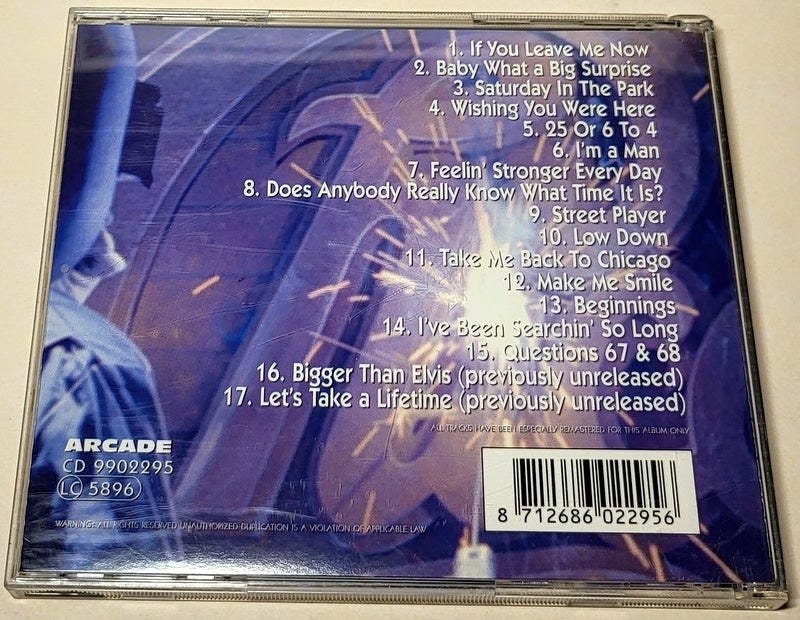 1. If You Leave Me Now
2. Baby What a Big Surprise
3. Saturday In The Park
4. Wishing You Were Here
5. 25 Or 6 To 4
6. I'm a Man
7. Feelin' Stronger Every Day
8. Does Anybody Really Know What Time It Is?
9. Street Player
10. Low Down
11. Take Me Back To Chicago
12. Make Me Smile
13. Beginnings
14. I've Been Searchin' So Long
15. Questions 67 & 68
16. Bigger Than Elvis (previously unreleased)
17. Let's Take a Lifetime (previously unreleased)
ALL TRACKS HAVE BEEN ESPECIALLY REMASTERED FOR THIS ALBUM ONLY
ARCADE
CD 9902295
LC 5896
8 712686 022956
WARNING: ALL RIGHTS RESERVED UNAUTHORIZED DUPLICATION IS A VIOLATION OF APPLICABLE LAW